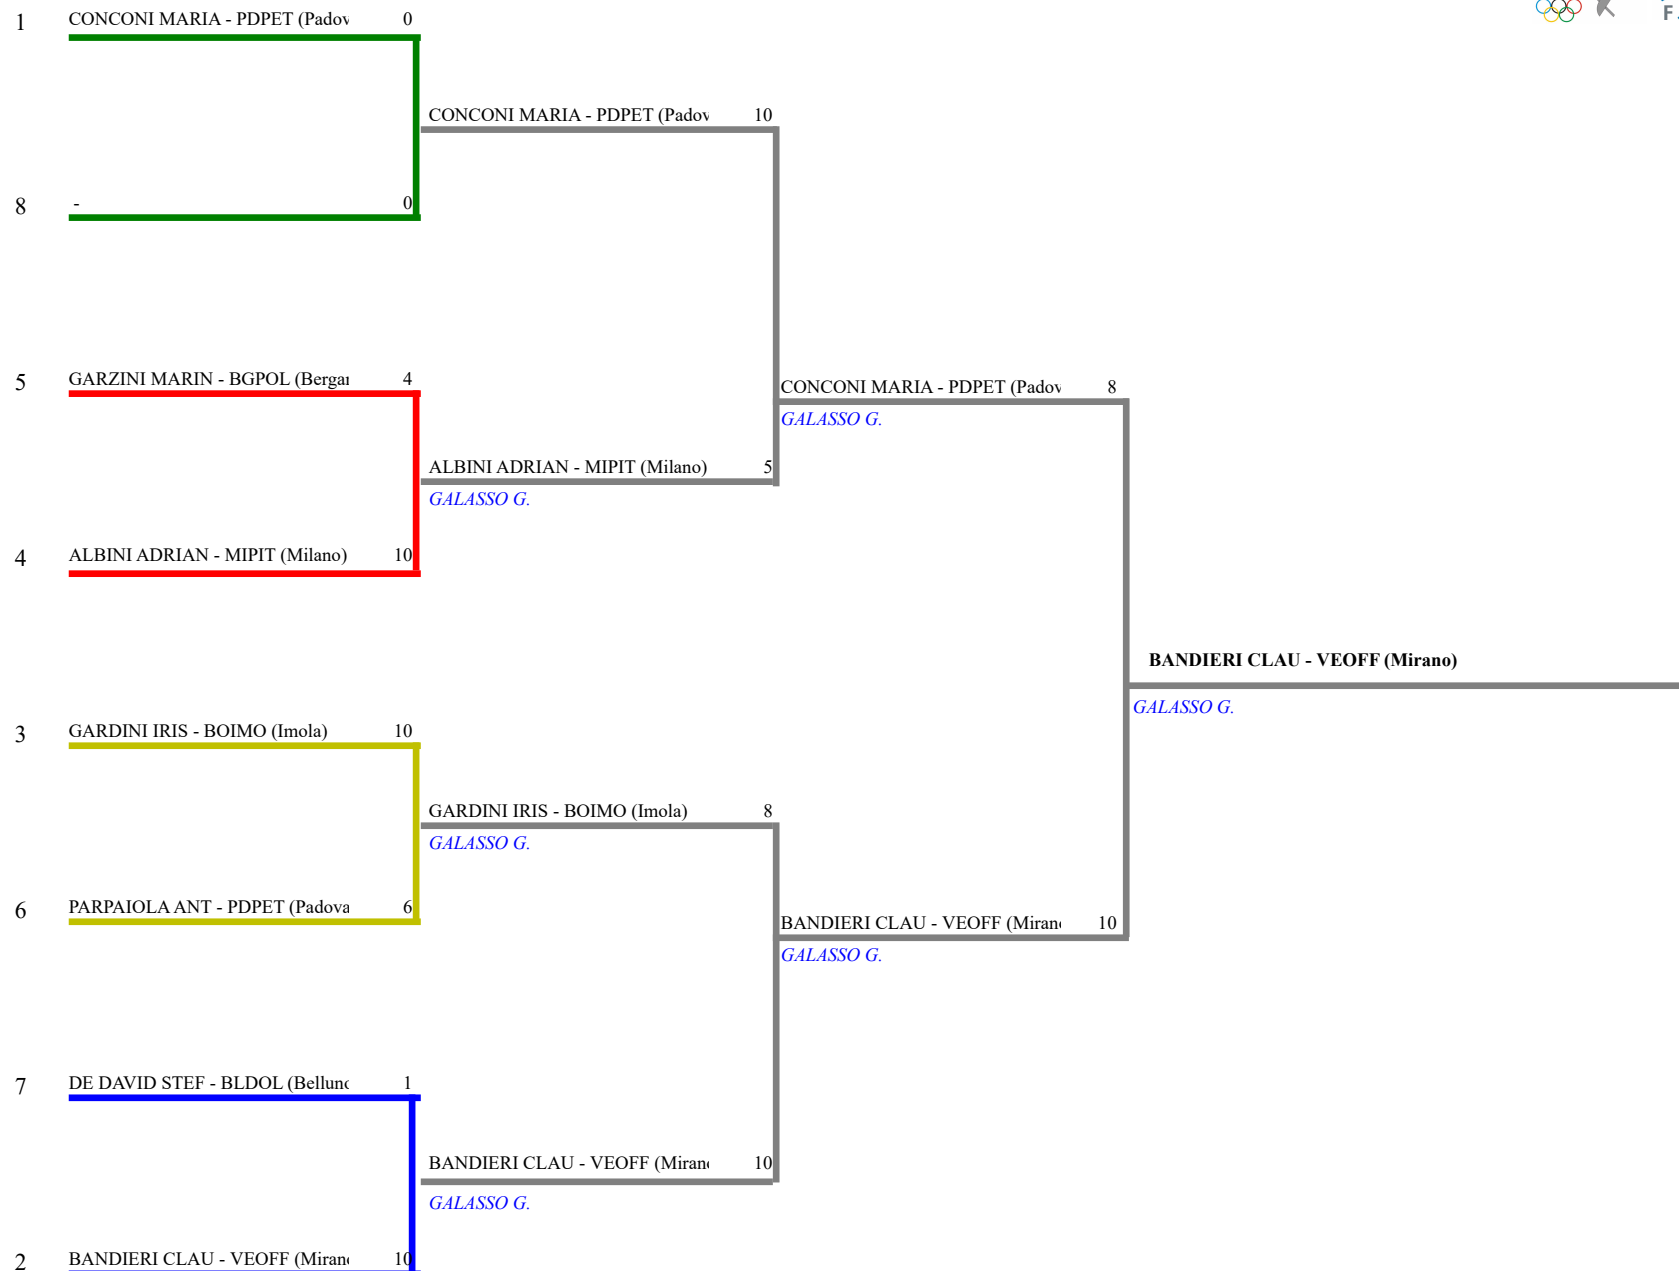 1 CONCONI MARIA - PDPET (Padov 0
CONCONI MARIA - PDPET (Padov 10
8 - 0
5 GARZINI MARIN - BGPOL (Bergar 4
CONCONI MARIA - PDPET (Padov 8
GALASSO G.
ALBINI ADRIAN - MIPIT (Milano) 5
GALASSO G.
4 ALBINI ADRIAN - MIPIT (Milano) 10
BANDIERI CLAU - VEOFF (Mirano)
GALASSO G.
3 GARDINI IRIS - BOIMO (Imola) 10
GARDINI IRIS - BOIMO (Imola) 8
GALASSO G.
6 PARPAIOLA ANT - PDPET (Padova 6
BANDIERI CLAU - VEOFF (Miran 10
GALASSO G.
7 DE DAVID STEF - BLDOL (Bellun 1
BANDIERI CLAU - VEOFF (Miran 10
GALASSO G.
2 BANDIERI CLAU - VEOFF (Miran 10
F